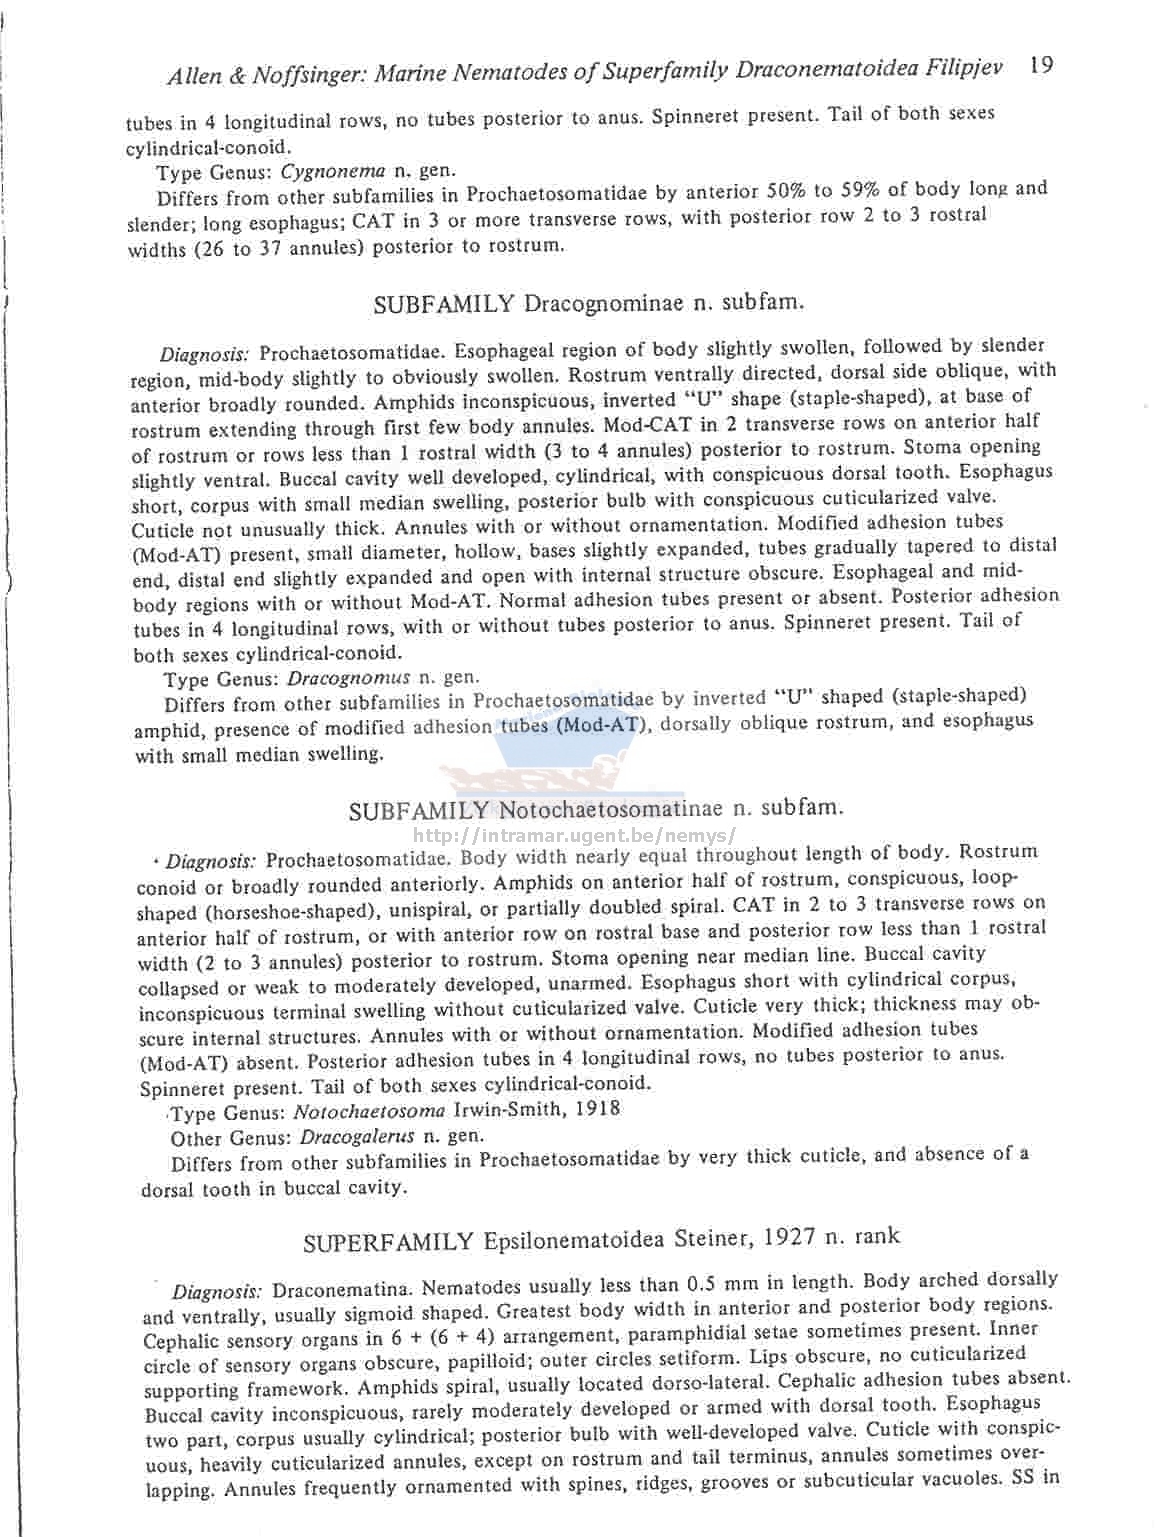 Allen & Noffsinger: Marine Nematodes of Superfamily Draconematoidea Filipjev 19
tubes in 4 longitudinal rows, no tubes posterior to anus. Spinneret present. Tail of both sexes
cylindrical-conoid.
Type Genus: Cygnonema n. gen.
Differs from other subfamilies in Prochaetosomatidae by anterior 50% to 59% of body long and
slender; long esophagus; CAT in 3 or more transverse rows, with posterior row 2 to 3 rostral
widths (26 to 37 annules) posterior to rostrum.
SUBFAMILY Dracognominae n. subfam.
Diagnosis: Prochaetosomatidae. Esophageal region of body slightly swollen, followed by slender
region, mid-body slightly to obviously swollen. Rostrum ventrally directed, dorsal side oblique, with
anterior broadly rounded. Amphids inconspicuous, inverted “U” shape (staple-shaped), at base of
rostrum extending through first few body annules. Mod-CAT in 2 transverse rows on anterior half
of rostrum or rows less than 1 rostral width (3 to 4 annules) posterior to rostrum. Stoma opening
slightly ventral. Buccal cavity well developed, cylindrical, with conspicuous dorsal tooth. Esophagus
short, corpus with small median swelling, posterior bulb with conspicuous cuticularized valve.
Cuticle not unusually thick. Annules with or without ornamentation. Modified adhesion tubes
(Mod-AT) present, small diameter, hollow, bases slightly expanded, tubes gradually tapered to distal
end, distal end slightly expanded and open with internal structure obscure. Esophageal and mid-
body regions with or without Mod-AT. Normal adhesion tubes present or absent. Posterior adhesion
tubes in 4 longitudinal rows, with or without tubes posterior to anus. Spinneret present. Tail of
both sexes cylindrical-conoid.
Type Genus: Dracognomus n. gen.
Differs from other subfamilies in Prochaetosomatidae by inverted “U” shaped (staple-shaped)
amphid, presence of modified adhesion tubes (Mod-AT), dorsally oblique rostrum, and esophagus
with small median swelling.
SUBFAMILY Notochaetosomatinae n. subfam.
http://intramar.ugent.be/nemys/
Diagnosis: Prochaetosomatidae. Body width nearly equal throughout length of body. Rostrum
conoid or broadly rounded anteriorly. Amphids on anterior half of rostrum, conspicuous, loop-
shaped (horseshoe-shaped), unispiral, or partially doubled spiral. CAT in 2 to 3 transverse rows on
anterior half of rostrum, or with anterior row on rostral base and posterior row less than 1 rostral
width (2 to 3 annules) posterior to rostrum. Stoma opening near median line. Buccal cavity
collapsed or weak to moderately developed, unarmed. Esophagus short with cylindrical corpus,
inconspicuous terminal swelling without cuticularized valve. Cuticle very thick; thickness may ob-
scure internal structures. Annules with or without ornamentation. Modified adhesion tubes
(Mod-AT) absent. Posterior adhesion tubes in 4 longitudinal rows, no tubes posterior to anus.
Spinneret present. Tail of both sexes cylindrical-conoid.
Type Genus: Notochaetosoma Irwin-Smith, 1918
Other Genus: Dracogalerus n. gen.
Differs from other subfamilies in Prochaetosomatidae by very thick cuticle, and absence of a
dorsal tooth in buccal cavity.
SUPERFAMILY Epsilonematoidea Steiner, 1927 n. rank
Diagnosis: Draconematina. Nematodes usually less than 0.5 mm in length. Body arched dorsally
and ventrally, usually sigmoid shaped. Greatest body width in anterior and posterior body regions.
Cephalic sensory organs in 6 + (6 + 4) arrangement, paramphidial setae sometimes present. Inner
circle of sensory organs obscure, papilloid; outer circles setiform. Lips obscure, no cuticularized
supporting framework. Amphids spiral, usually located dorso-lateral. Cephalic adhesion tubes absent.
Buccal cavity inconspicuous, rarely moderately developed or armed with dorsal tooth. Esophagus
two part, corpus usually cylindrical; posterior bulb with well-developed valve. Cuticle with conspic-
uous, heavily cuticularized annules, except on rostrum and tail terminus, annules sometimes over-
lapping. Annules frequently ornamented with spines, ridges, grooves or subcuticular vacuoles. SS in